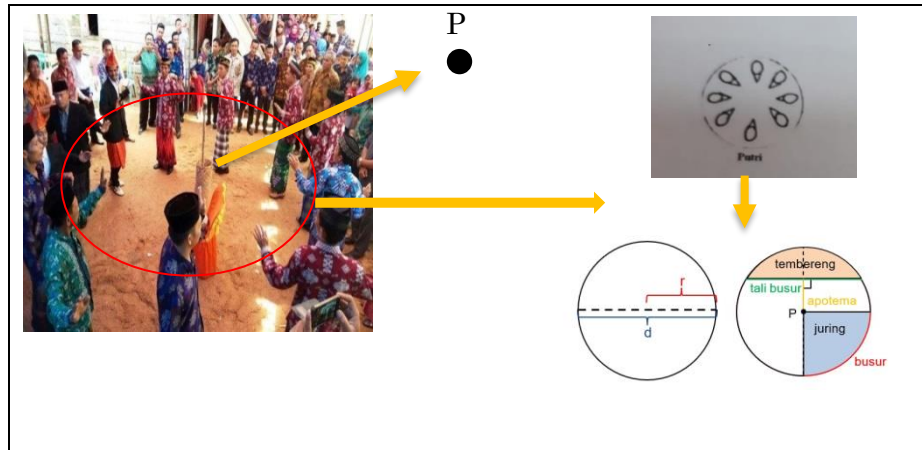 P
Putri
r
d
tembereng
tali busur
apotema
P
juring
busur